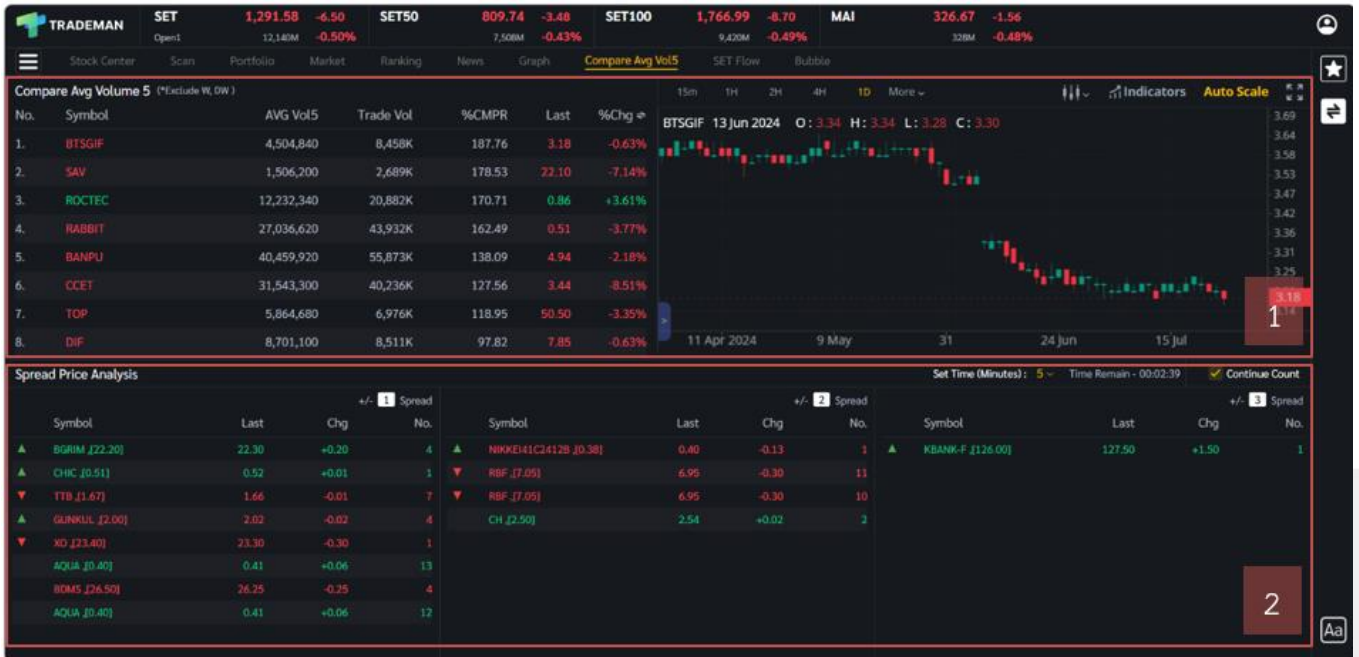 TRADEMAN
SET 1,291.58 -6.50 SET50 809.74 -3.48 SET100 1,766.99 -8.70 MAI 326.67 -1.56
Open1 12,140M -0.50% 7,508M -0.43% 9,420M -0.49% 328M -0.48%
Stock Center Scan Portfolio Market Ranking News Graph Compare Avg Vol5 SET Flow Bubble
Compare Avg Volume 5 (*Exclude W, DW)
No. Symbol AVG Vol5 Trade Vol %CMPR Last %Chg
1. BTSGIF 4,504,840 8,458K 187.76 3.18 -0.63%
2. SAV 1,506,200 2,689K 178.53 22.10 -7.14%
3. ROCTEC 12,232,340 20,882K 170.71 0.86 +3.61%
4. RABBIT 27,036,620 43,932K 162.49 0.51 -3.77%
5. BANPU 40,459,920 55,873K 138.09 4.94 -2.18%
6. CCET 31,543,300 40,236K 127.56 3.44 -8.51%
7. TOP 5,864,680 6,976K 118.95 50.50 -3.35%
8. DIF 8,701,100 8,511K 97.82 7.85 -0.63%
15m 1H 2H 4H 1D More Indicators Auto Scale
BTSGIF 13 Jun 2024 O: 3.34 H: 3.34 L: 3.28 C: 3.30
3.69
3.64
3.58
3.53
3.47
3.42
3.36
3.31
3.25
3.18
1
11 Apr 2024 9 May 31 24 Jun 15 Jul
Spread Price Analysis Set Time (Minutes) : 5 Time Remain - 00:02:39 Continue Count
+/- 1 Spread
Symbol Last Chg No.
▲ BGRIM ,[22.20] 22.30 +0.20 4
▲ CHIC ,[0.51] 0.52 +0.01 1
▼ TTB ,[1.67] 1.66 -0.01 7
▲ GUNKUL ,[2.00] 2.02 -0.02 4
▼ XO ,[23.40] 23.30 -0.30 1
AQUA ,[0.40] 0.41 +0.06 13
BDMS ,[26.50] 26.25 -0.25 4
AQUA ,[0.40] 0.41 +0.06 12
+/- 2 Spread
Symbol Last Chg No.
▲ NIKKEI41C2412B ,[0.38] 0.40 -0.13 1
▼ RBF ,[7.05] 6.95 -0.30 11
▼ RBF ,[7.05] 6.95 -0.30 10
CH ,[2.50] 2.54 +0.02 2
+/- 3 Spread
Symbol Last Chg No.
▲ KBANK-F ,[126.00] 127.50 +1.50 1
2
Aa